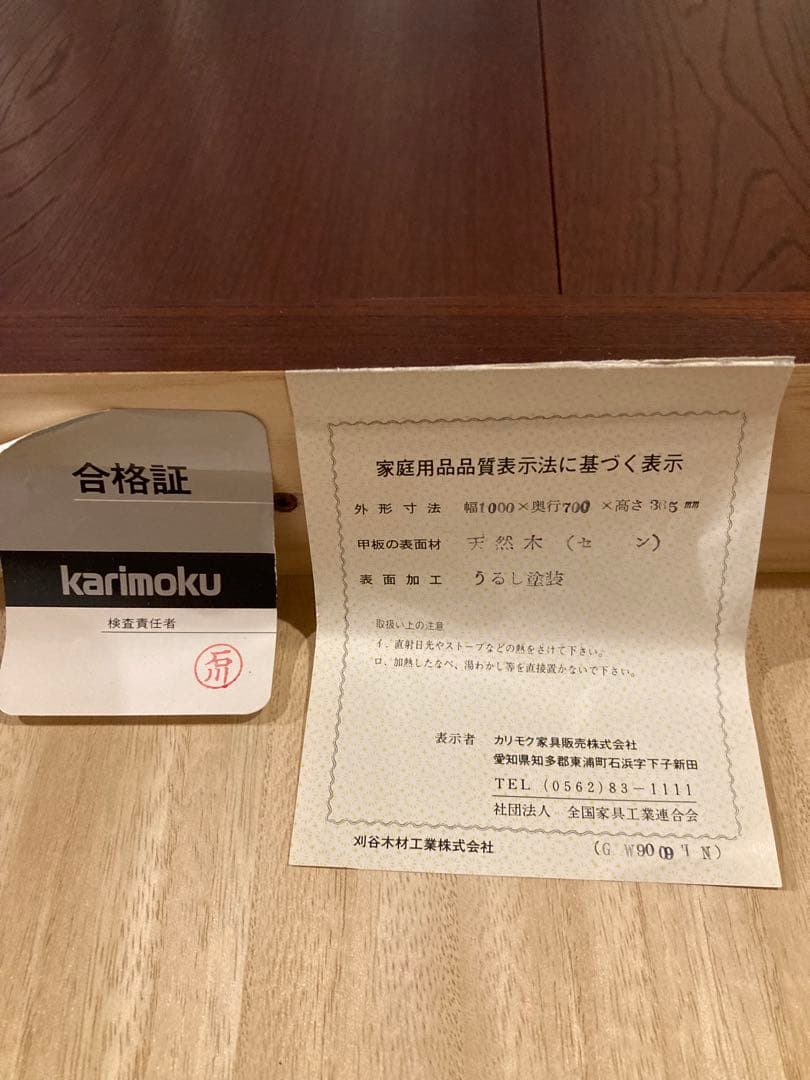 合格証
karimoku
検査責任者
石川
家庭用品品質表示法に基づく表示
外形寸法 幅1000×奥行700×高さ365mm
甲板の表面材 天然木(セン)
表面加工 うるし塗装
取扱い上の注意
イ、直射日光やストーブなどの熱をさけて下さい。
ロ、加熱したなべ、湯わかし等を直接置かないで下さい。
表示者 カリモク家具販売株式会社
愛知県知多郡東浦町石浜字下子新田
TEL (0562)83-1111
社団法人 全国家具工業連合会
刈谷木材工業株式会社